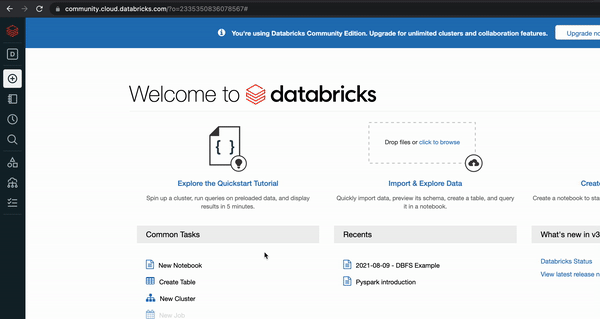 community.cloud.databricks.com/?o=2335350836078567#
You're using Databricks Community Edition. Upgrade for unlimited clusters and collaboration features.
Upgrade no
D
Welcome to databricks
{ }
Drop files or click to browse
Explore the Quickstart Tutorial
Import & Explore Data
Create
Spin up a cluster, run queries on preloaded data, and display
results in 5 minutes.
Quickly import data, preview its schema, create a table, and query
it in a notebook.
Create a notebook to sta
Common Tasks
Recents
What's new in v3
New Notebook
Create Table
New Cluster
New Job
2021-08-09 - DBFS Example
Pyspark introduction
Databricks Status
View latest release n